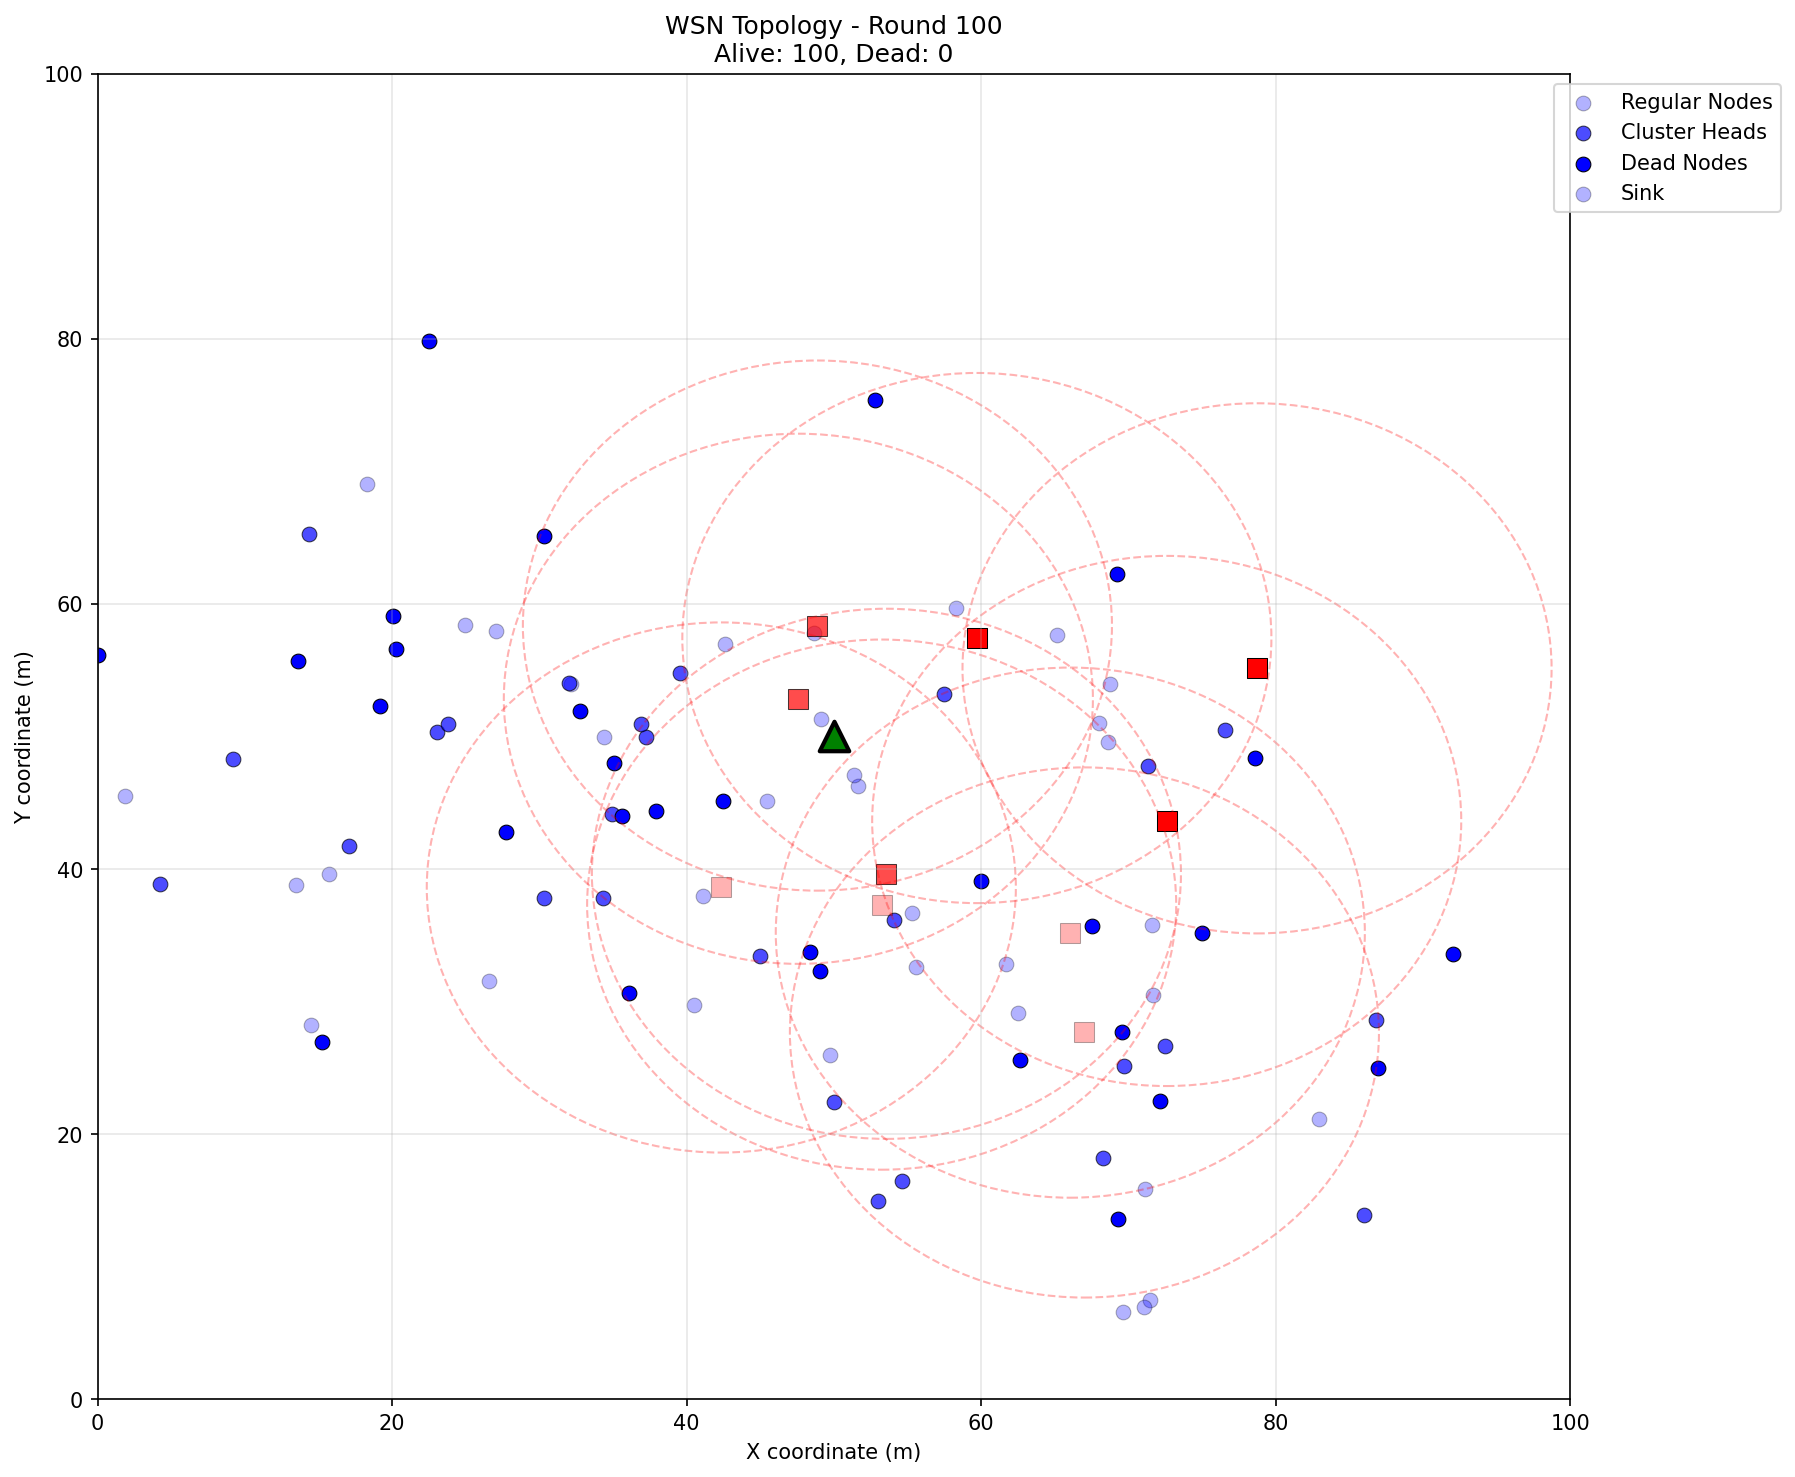 WSN Topology - Round 100
Alive: 100, Dead: 0
Regular Nodes
Cluster Heads
Dead Nodes
Sink
Y coordinate (m)
100
80
60
40
20
0
0 20 40 60 80 100
X coordinate (m)